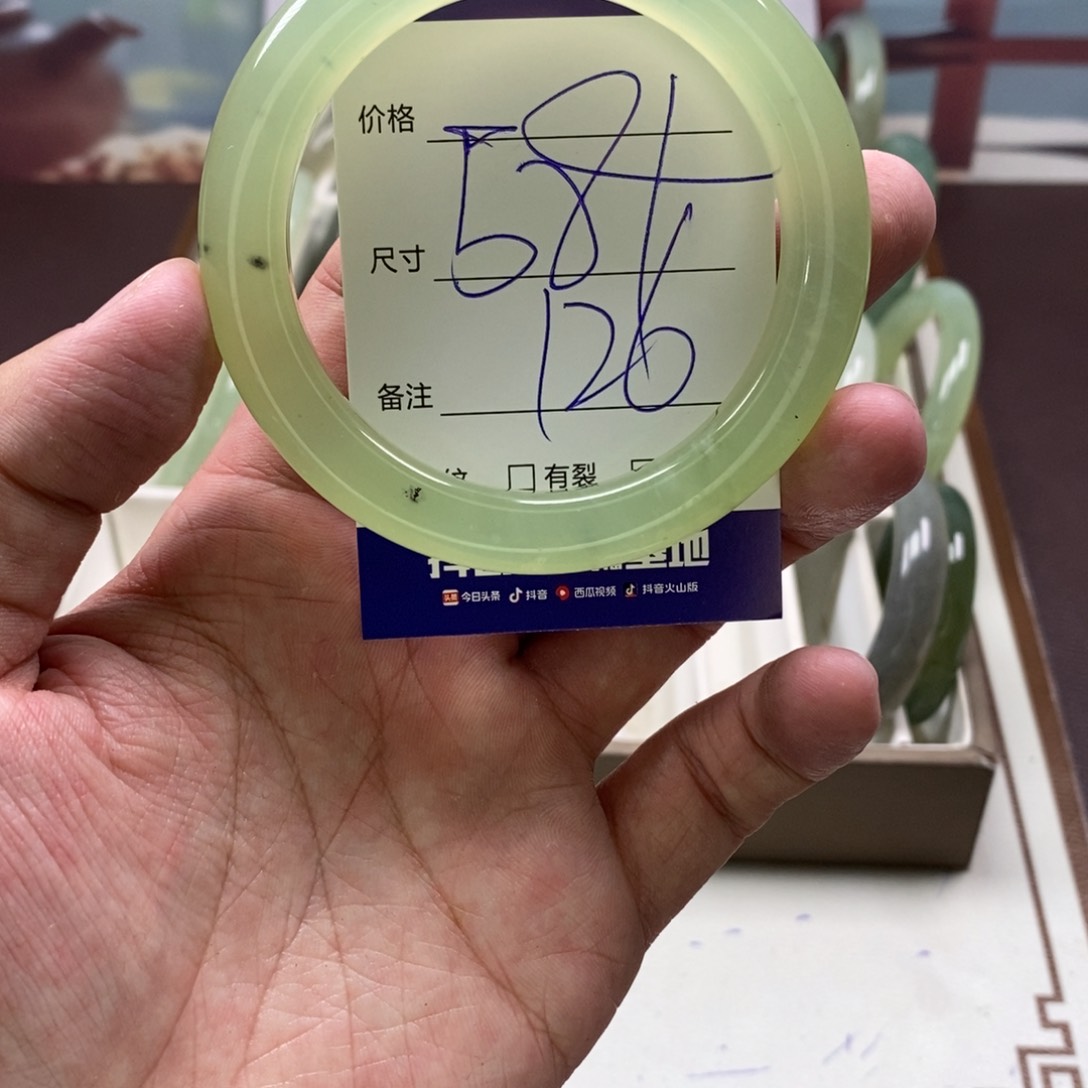 价格
尺寸 58
126
备注
有裂
今日头条 抖音 西瓜视频 抖音火山版